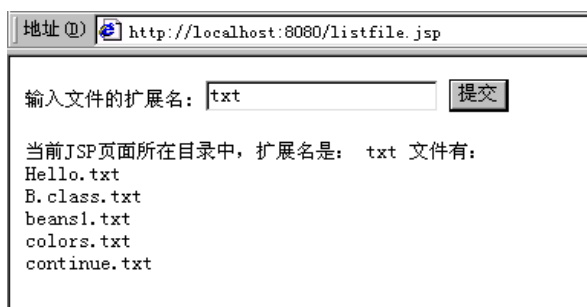 地址(D) http://localhost:8080/listfile.jsp
输入文件的扩展名: txt 提交
当前JSP页面所在目录中，扩展名是: txt 文件有:
Hello.txt
B.class.txt
beans1.txt
colors.txt
continue.txt